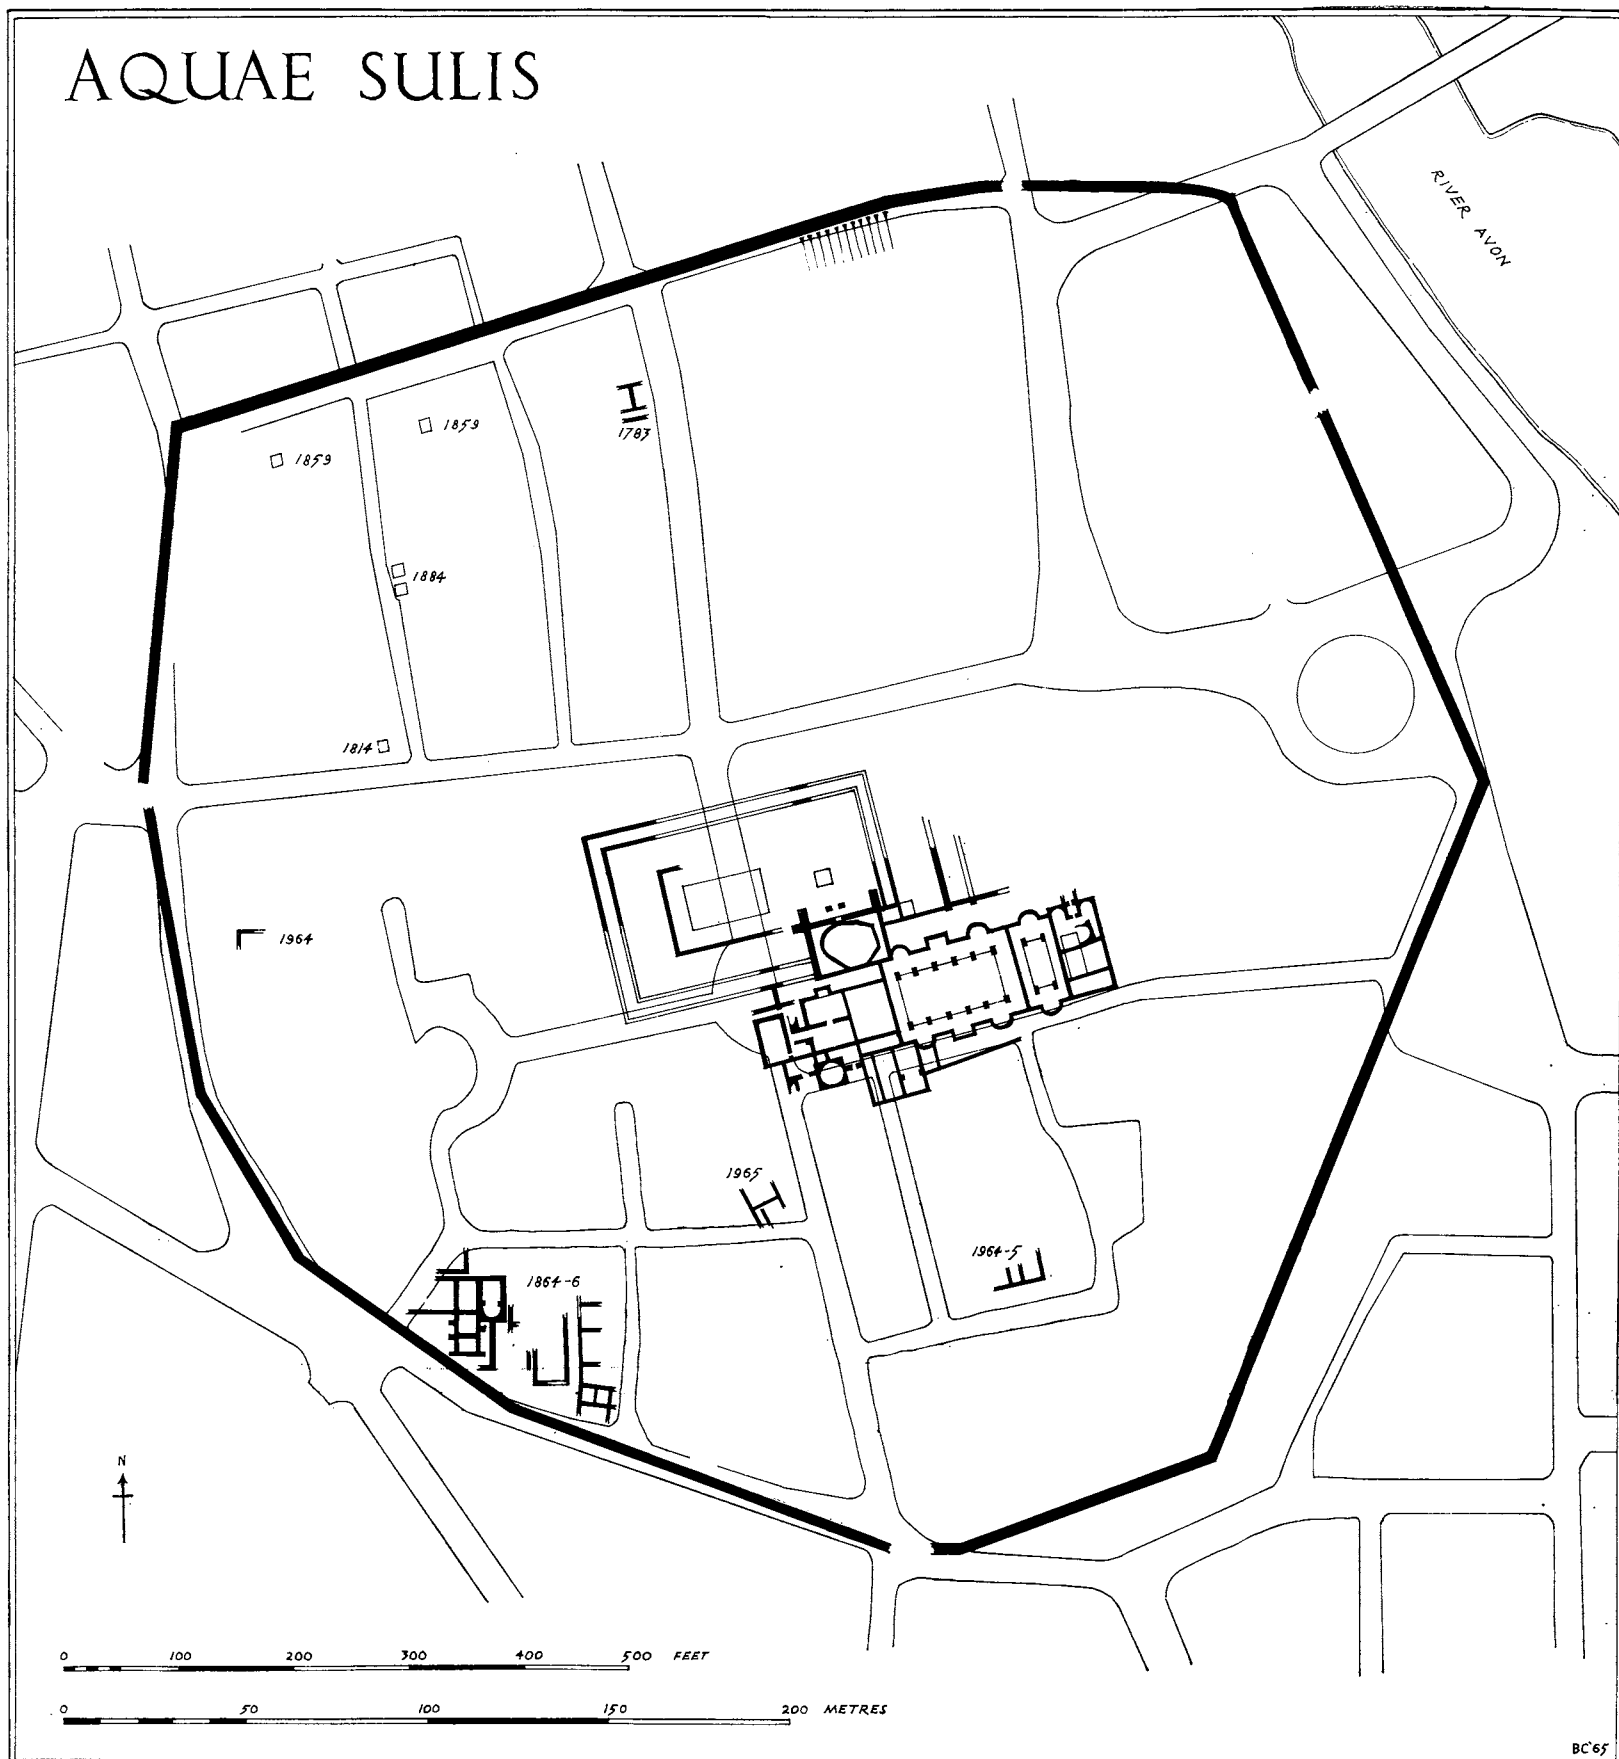 AQUAE SULIS
RIVER AVON
1859
1783
1859
1884
1814
1964
1965
1964-5
1864-6
N
0 100 200 300 400 500 FEET
0 50 100 150 200 METRES
BC'65